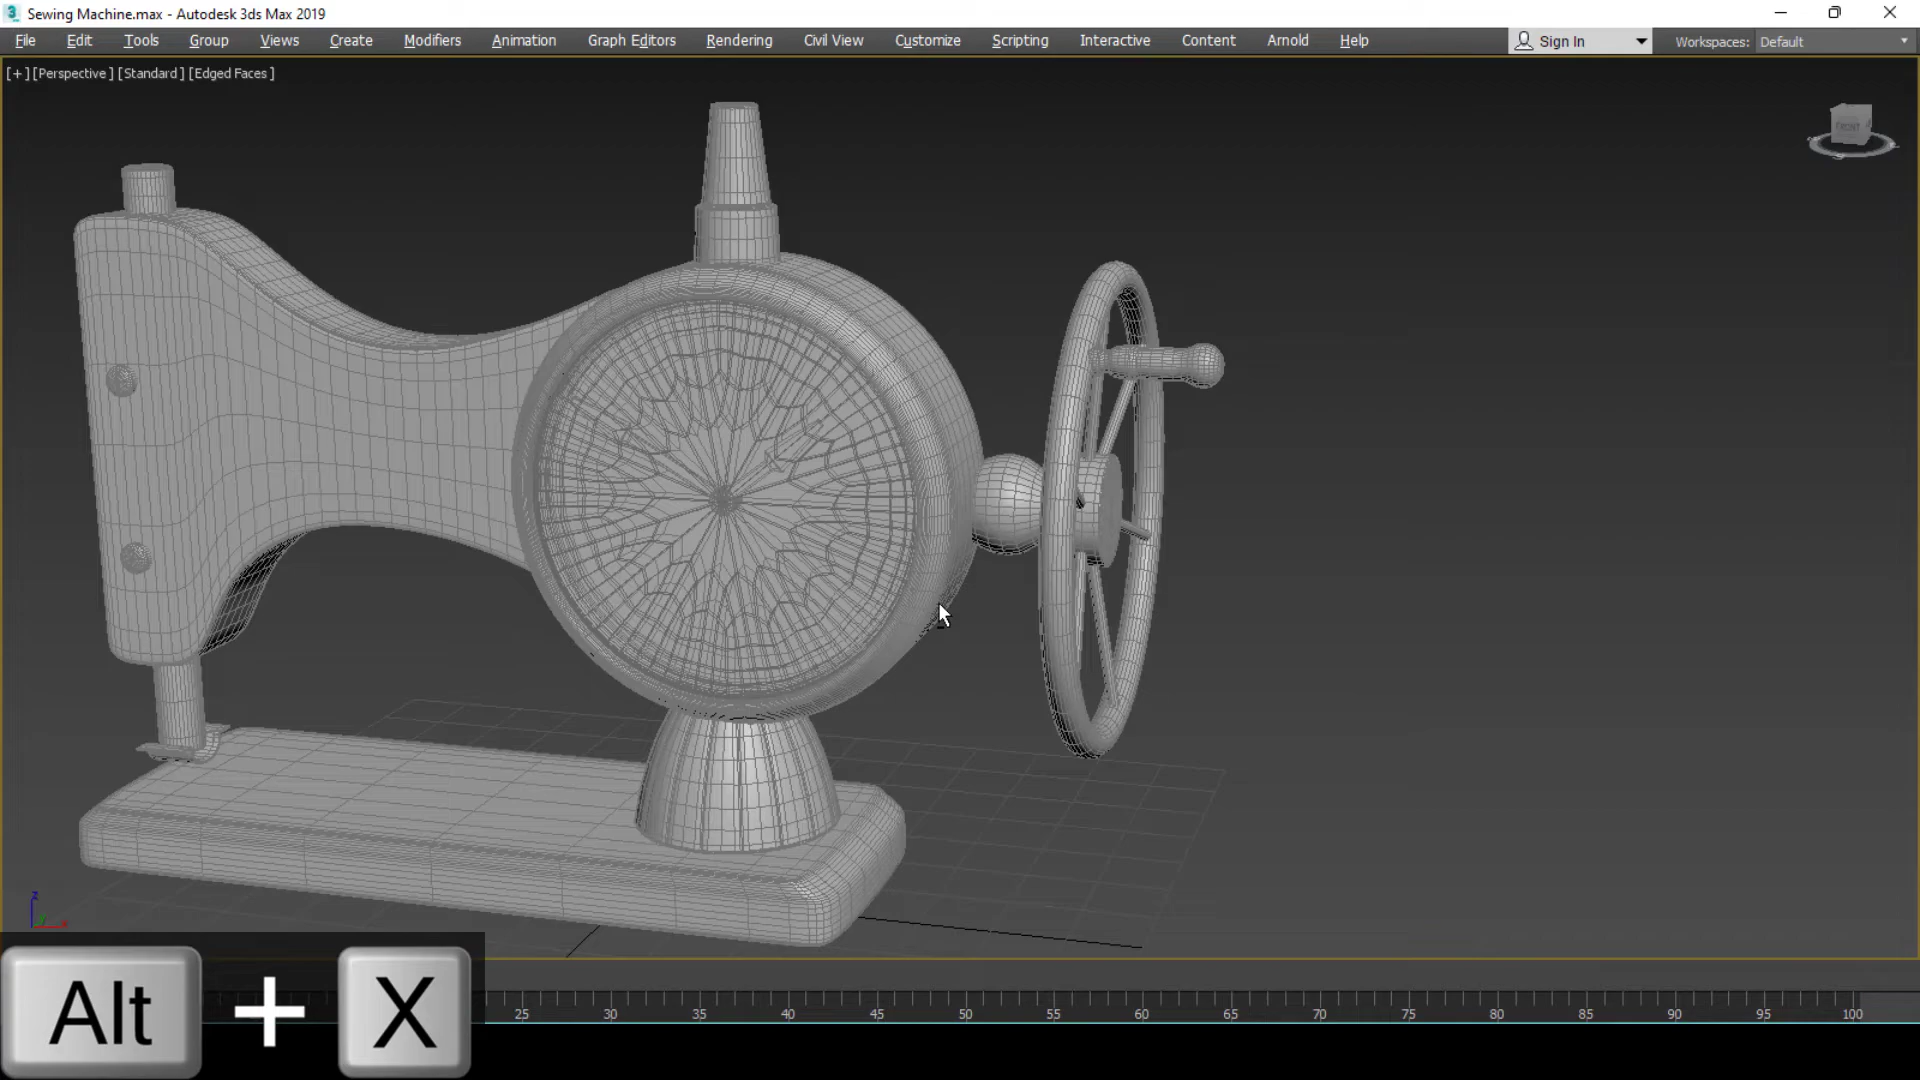 3 Sewing Machine.max - Autodesk 3ds Max 2019
File Edit Tools Group Views Create Modifiers Animation Graph Editors Rendering Civil View Customize Scripting Interactive Content Arnold Help Sign In Workspaces: Default
[+] [Perspective ] [Standard ] [Edged Faces ]
FRONT
z
Alt + X
25 30 35 40 45 50 55 60 65 70 75 80 85 90 95 100